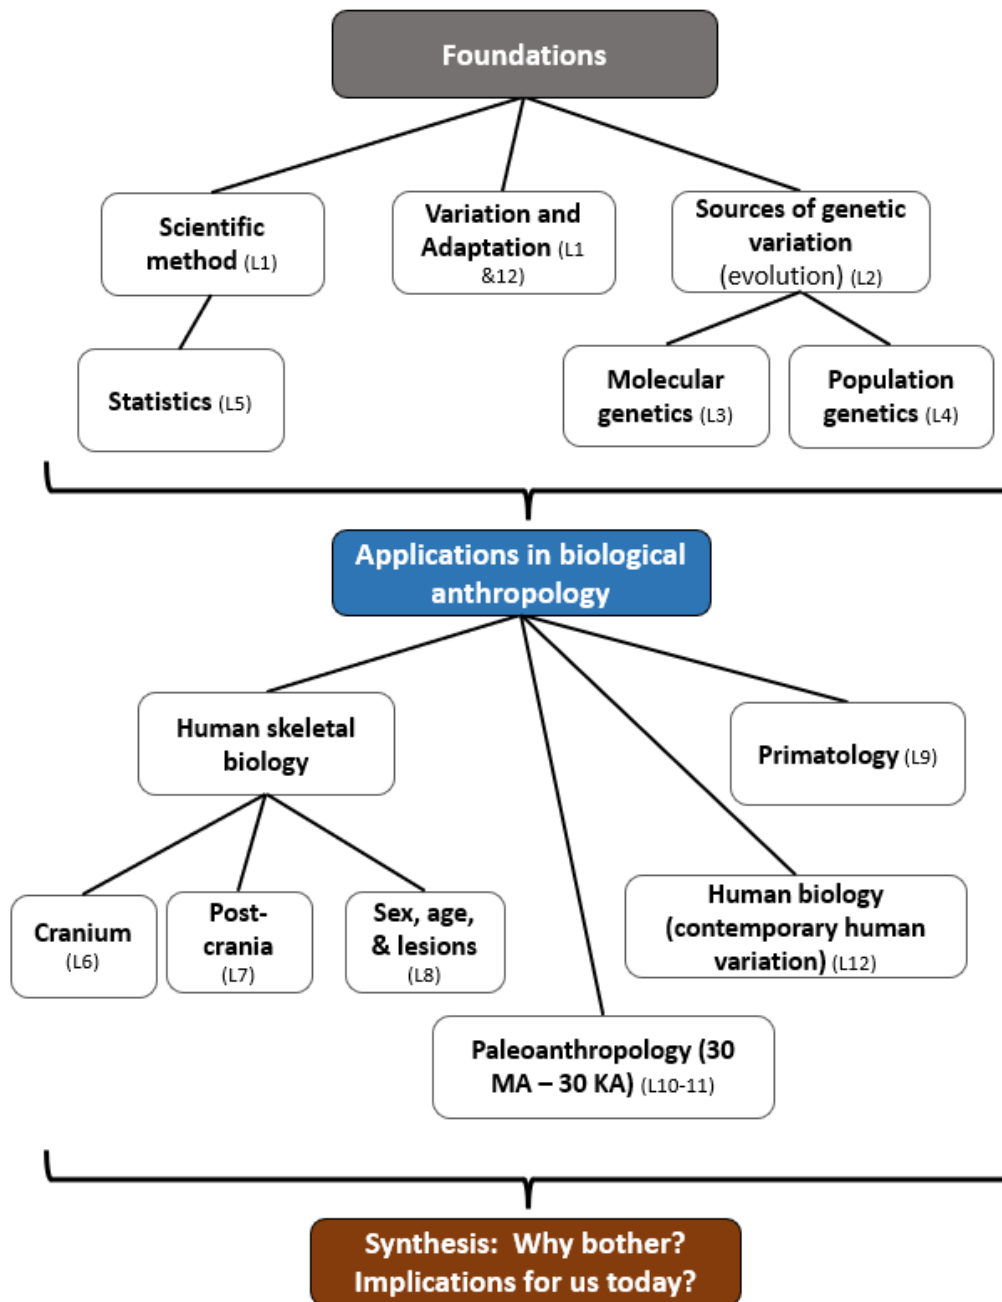 Foundations
Scientific
method (L1)
Variation and
Adaptation (L1
&12)
Sources of genetic
variation
(evolution) (L2)
Statistics (L5)
Molecular
genetics (L3)
Population
genetics (L4)
Applications in biological
anthropology
Human skeletal
biology
Primatology (L9)
Cranium
(L6)
Post-
crania
(L7)
Sex, age,
& lesions
(L8)
Human biology
(contemporary human
variation) (L12)
Paleoanthropology (30
MA – 30 KA) (L10-11)
Synthesis:  Why bother?
Implications for us today?